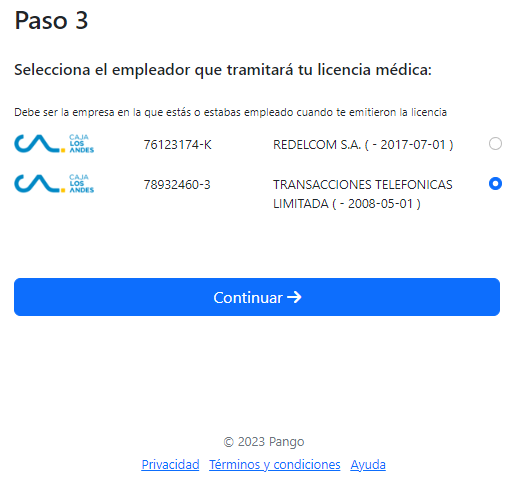 Paso 3
Selecciona el empleador que tramitará tu licencia médica:
Debe ser la empresa en la que estás o estabas empleado cuando te emitieron la licencia
CAJA
LOS
ANDES
76123174-K
REDELCOM S.A. ( - 2017-07-01 )
CAJA
LOS
ANDES
78932460-3
TRANSACCIONES TELEFONICAS
LIMITADA ( - 2008-05-01 )
Continuar →
© 2023 Pango
Privacidad Términos y condiciones Ayuda